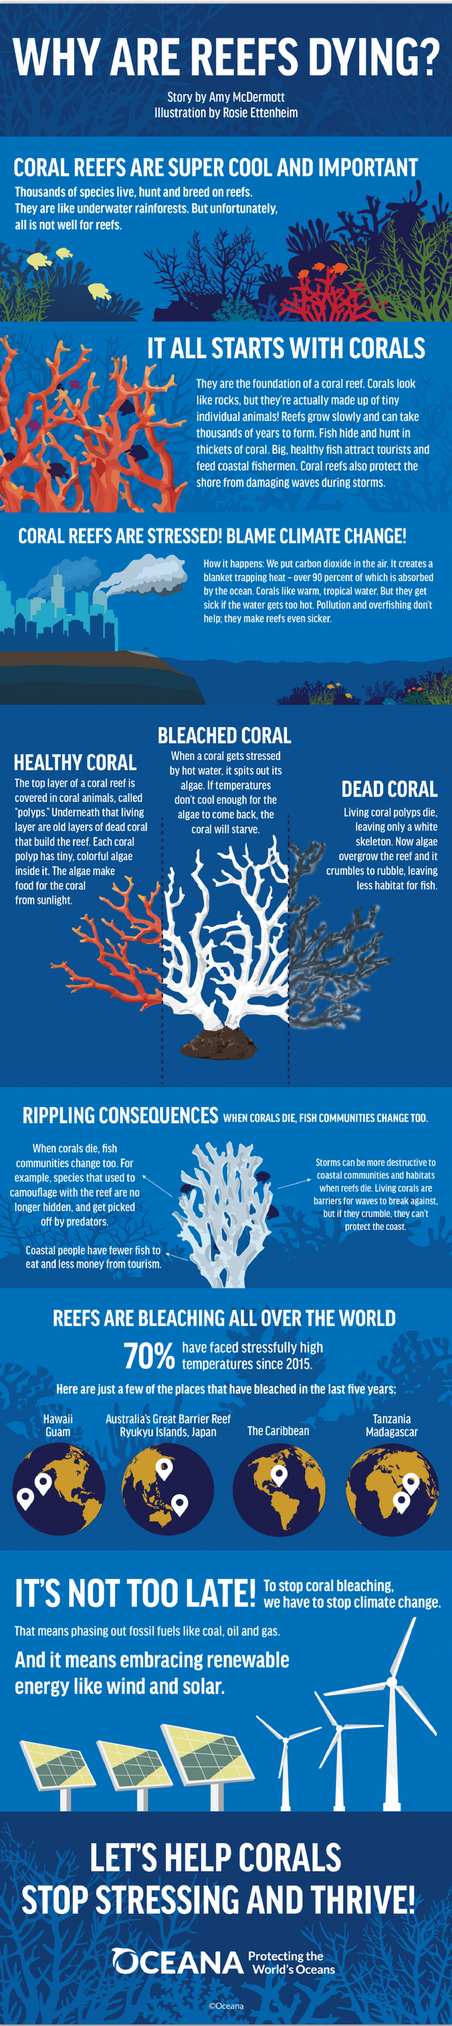 WHY ARE REEFS DYING?
Story by Amy McDermott
Illustration by Rosie Ettenheim
CORAL REEFS ARE SUPER COOL AND IMPORTANT
Thousands of species live, hunt and breed on reefs.
They are like underwater rainforests. But unfortunately,
all is not well for reefs.
IT ALL STARTS WITH CORALS
They are the foundation of a coral reef. Corals look
like rocks, but they're actually made up of tiny
individual animals! Reefs grow slowly and can take
thousands of years to form. Fish hide and hunt in
thickets of coral. Big, healthy fish attract tourists and
feed coastal fishermen. Coral reefs also protect the
shore from damaging waves during storms.
CORAL REEFS ARE STRESSED! BLAME CLIMATE CHANGE!
How it happens: We put carbon dioxide in the air. It creates a
blanket trapping heat – over 90 percent of which is absorbed
by the ocean. Corals like warm, tropical water. But they get
sick if the water gets too hot. Pollution and overfishing don't
help; they make reefs even sicker.
HEALTHY CORAL
The top layer of a coral reef is
covered in coral animals, called
"polyps." Underneath that living
layer are old layers of dead coral
that build the reef. Each coral
polyp has tiny, colorful algae
inside it. The algae make
food for the coral
from sunlight.
BLEACHED CORAL
When a coral gets stressed
by hot water, it spits out its
algae. If temperatures
don't cool enough for the
algae to come back, the
coral will starve.
DEAD CORAL
Living coral polyps die,
leaving only a white
skeleton. Now algae
overgrow the reef and it
crumbles to rubble, leaving
less habitat for fish.
RIPPLING CONSEQUENCES WHEN CORALS DIE, FISH COMMUNITIES CHANGE TOO.
When corals die, fish
communities change too. For
example, species that used to
camouflage with the reef are no
longer hidden, and get picked
off by predators.
Coastal people have fewer fish to
eat and less money from tourism.
Storms can be more destructive to
coastal communities and habitats
when reefs die. Living corals are
barriers for waves to break against,
but if they crumble, they can't
protect the coast.
REEFS ARE BLEACHING ALL OVER THE WORLD
70% have faced stressfully high
temperatures since 2015.
Here are just a few of the places that have bleached in the last five years:
Hawaii
Guam
Australia's Great Barrier Reef
Ryukyu Islands, Japan
The Caribbean
Tanzania
Madagascar
IT'S NOT TOO LATE! To stop coral bleaching,
we have to stop climate change.
That means phasing out fossil fuels like coal, oil and gas.
And it means embracing renewable
energy like wind and solar.
LET'S HELP CORALS
STOP STRESSING AND THRIVE!
OCEANA Protecting the
World's Oceans
©Oceana